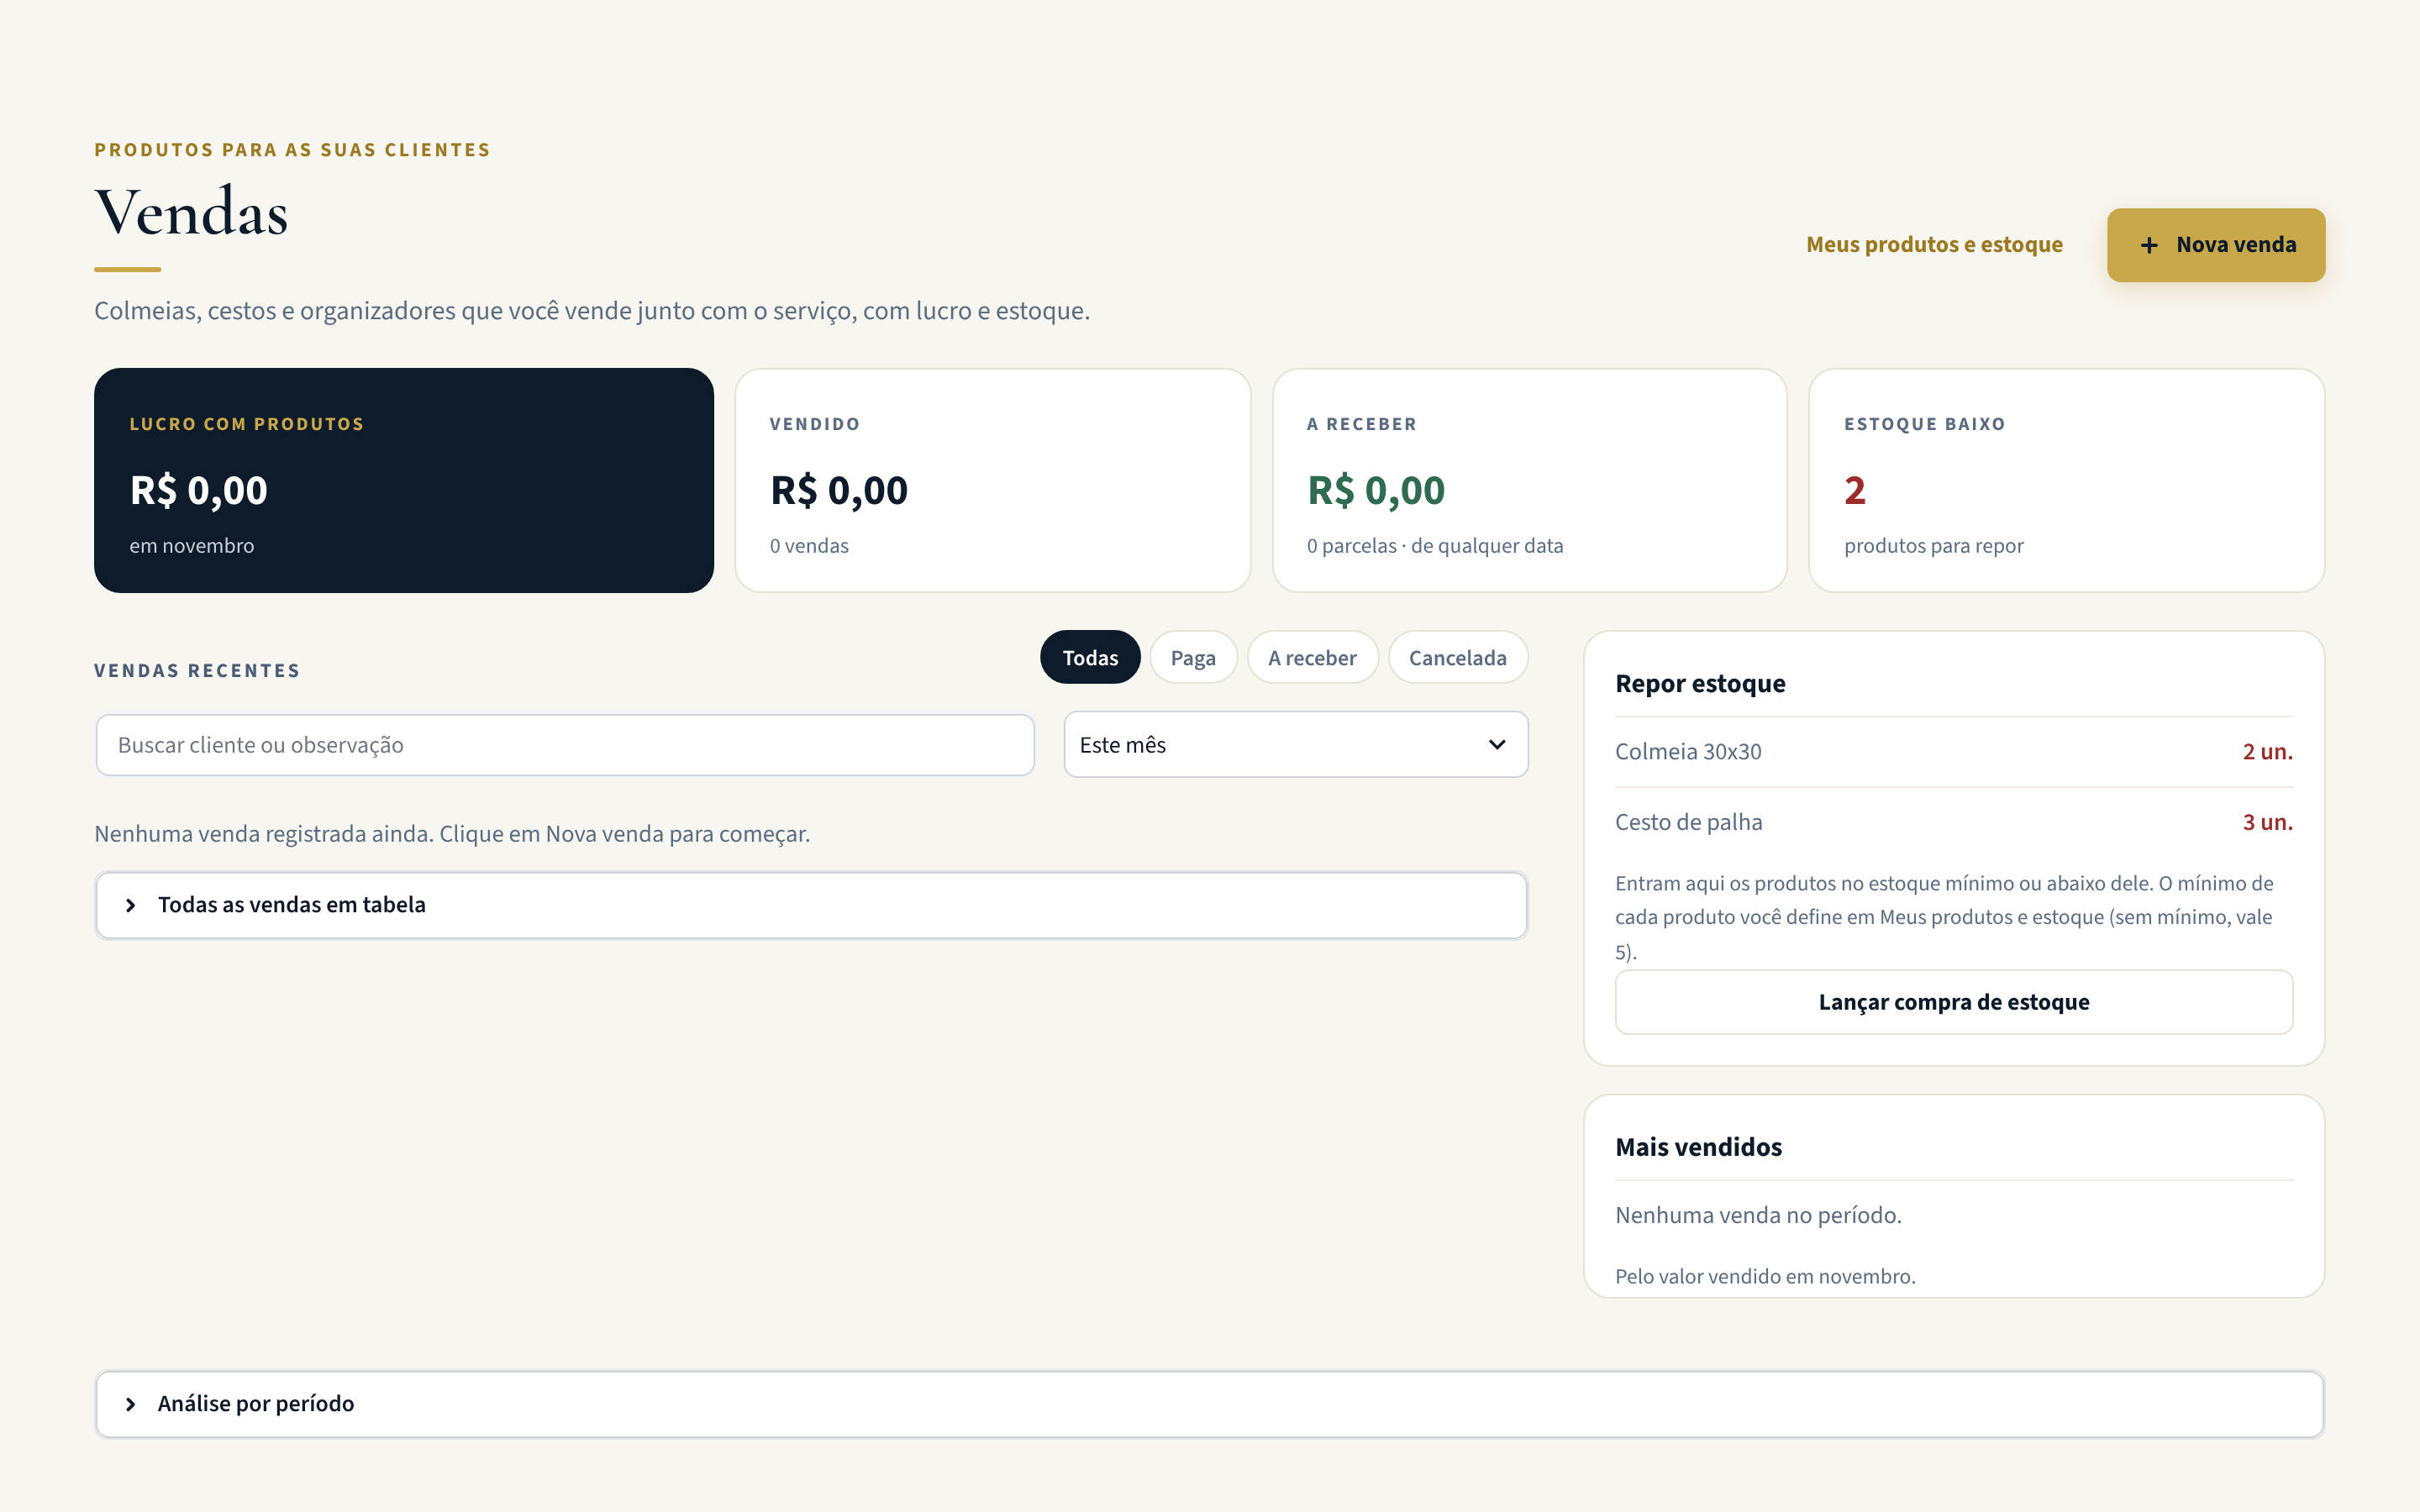 PRODUTOS PARA AS SUAS CLIENTES
Vendas
Colmeias, cestos e organizadores que você vende junto com o serviço, com lucro e estoque.
Meus produtos e estoque
+ Nova venda
LUCRO COM PRODUTOS
R$ 0,00
em novembro
VENDIDO
R$ 0,00
0 vendas
A RECEBER
R$ 0,00
0 parcelas · de qualquer data
ESTOQUE BAIXO
2
produtos para repor
VENDAS RECENTES
Todas
Paga
A receber
Cancelada
Buscar cliente ou observação
Este mês
Nenhuma venda registrada ainda. Clique em Nova venda para começar.
Todas as vendas em tabela
Repor estoque
Colmeia 30x30 2 un.
Cesto de palha 3 un.
Entram aqui os produtos no estoque mínimo ou abaixo dele. O mínimo de
cada produto você define em Meus produtos e estoque (sem mínimo, vale
5).
Lançar compra de estoque
Mais vendidos
Nenhuma venda no período.
Pelo valor vendido em novembro.
Análise por período